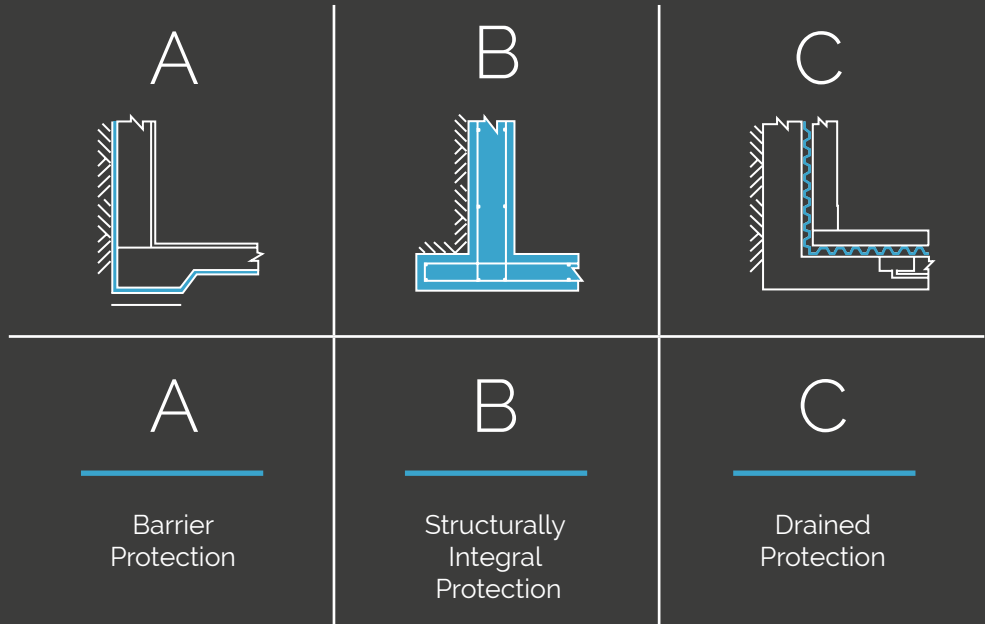 A
B
C
A
B
C
Barrier
Protection
Structurally
Integral
Protection
Drained
Protection